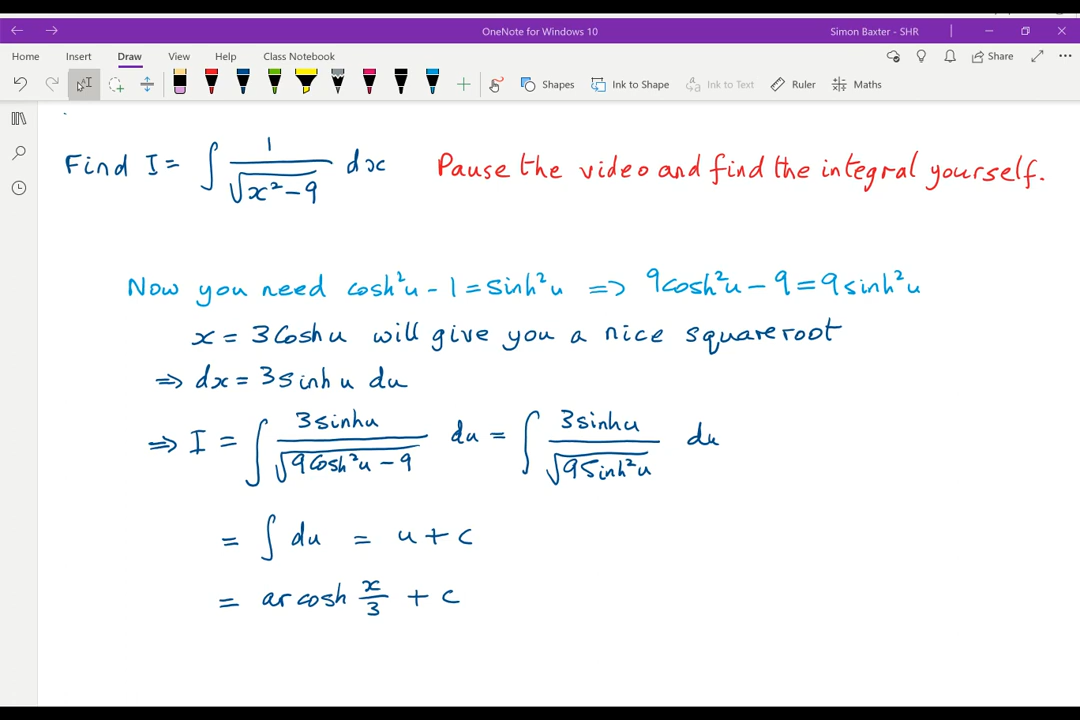 OneNote for Windows 10
Simon Baxter - SHR
Home Insert Draw View Help Class Notebook
Share
Shapes Ink to Shape Ink to Text Ruler Maths
Find I = ∫ 1/√(x²-9) dx Pause the video and find the integral yourself.
Now you need cosh²u - 1 = sinh²u => 9cosh²u - 9 = 9sinh²u
x = 3coshu will give you a nice squareroot
=> dx = 3sinhu du
=> I = ∫ 3sinhu/√(9cosh²u - 9) du = ∫ 3sinhu/√(9sinh²u) du
= ∫ du = u + c
= arcosh x/3 + c